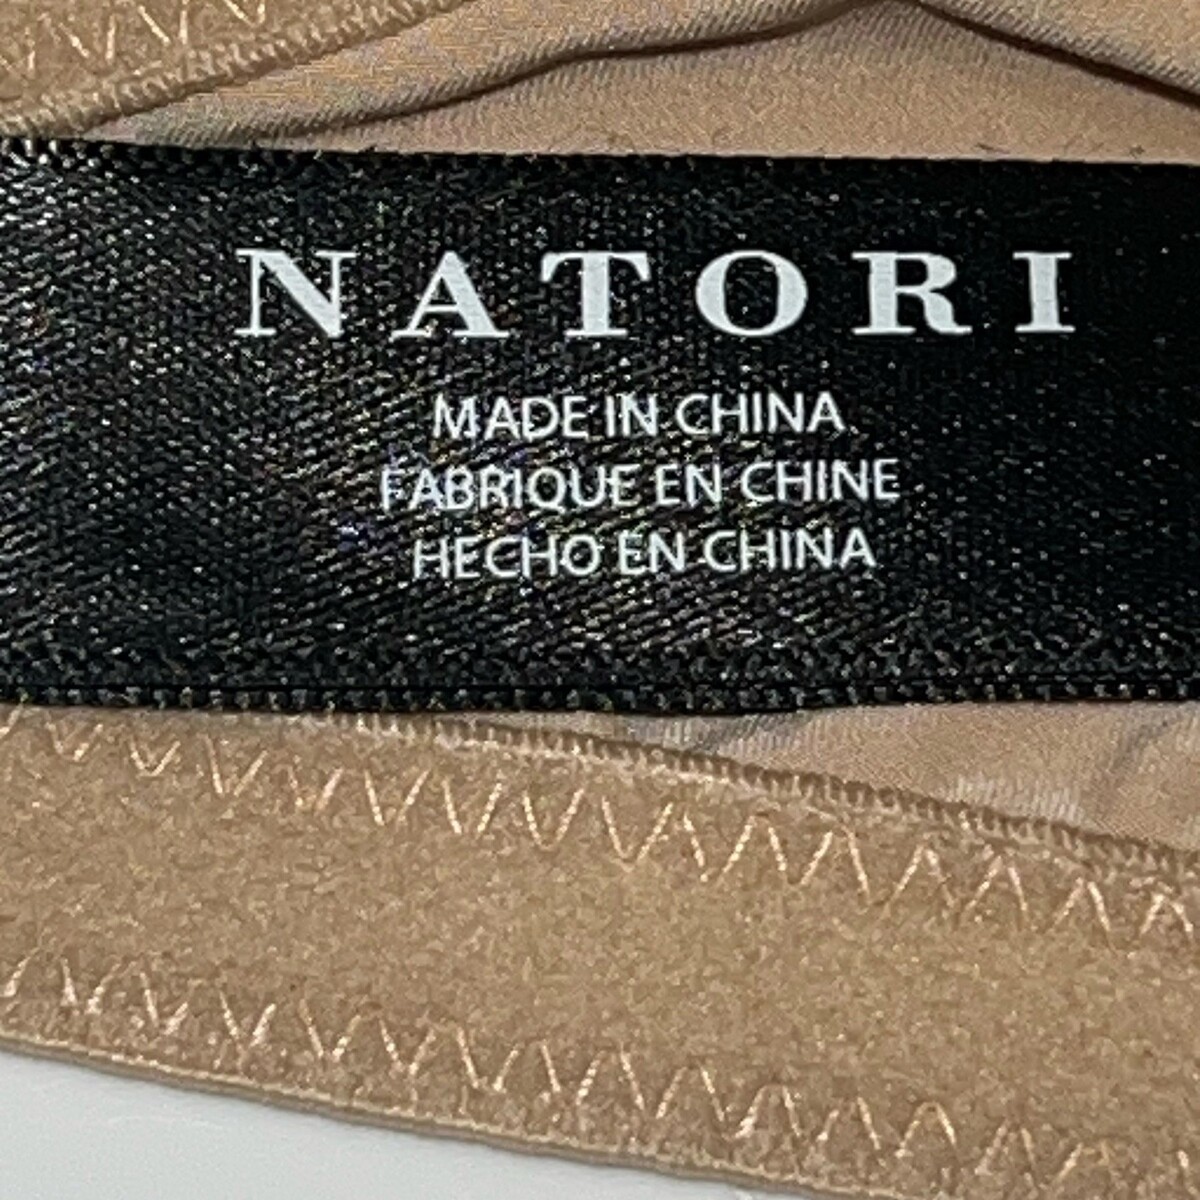 NATORI
MADE IN CHINA
FABRIQUE EN CHINE
HECHO EN CHINA